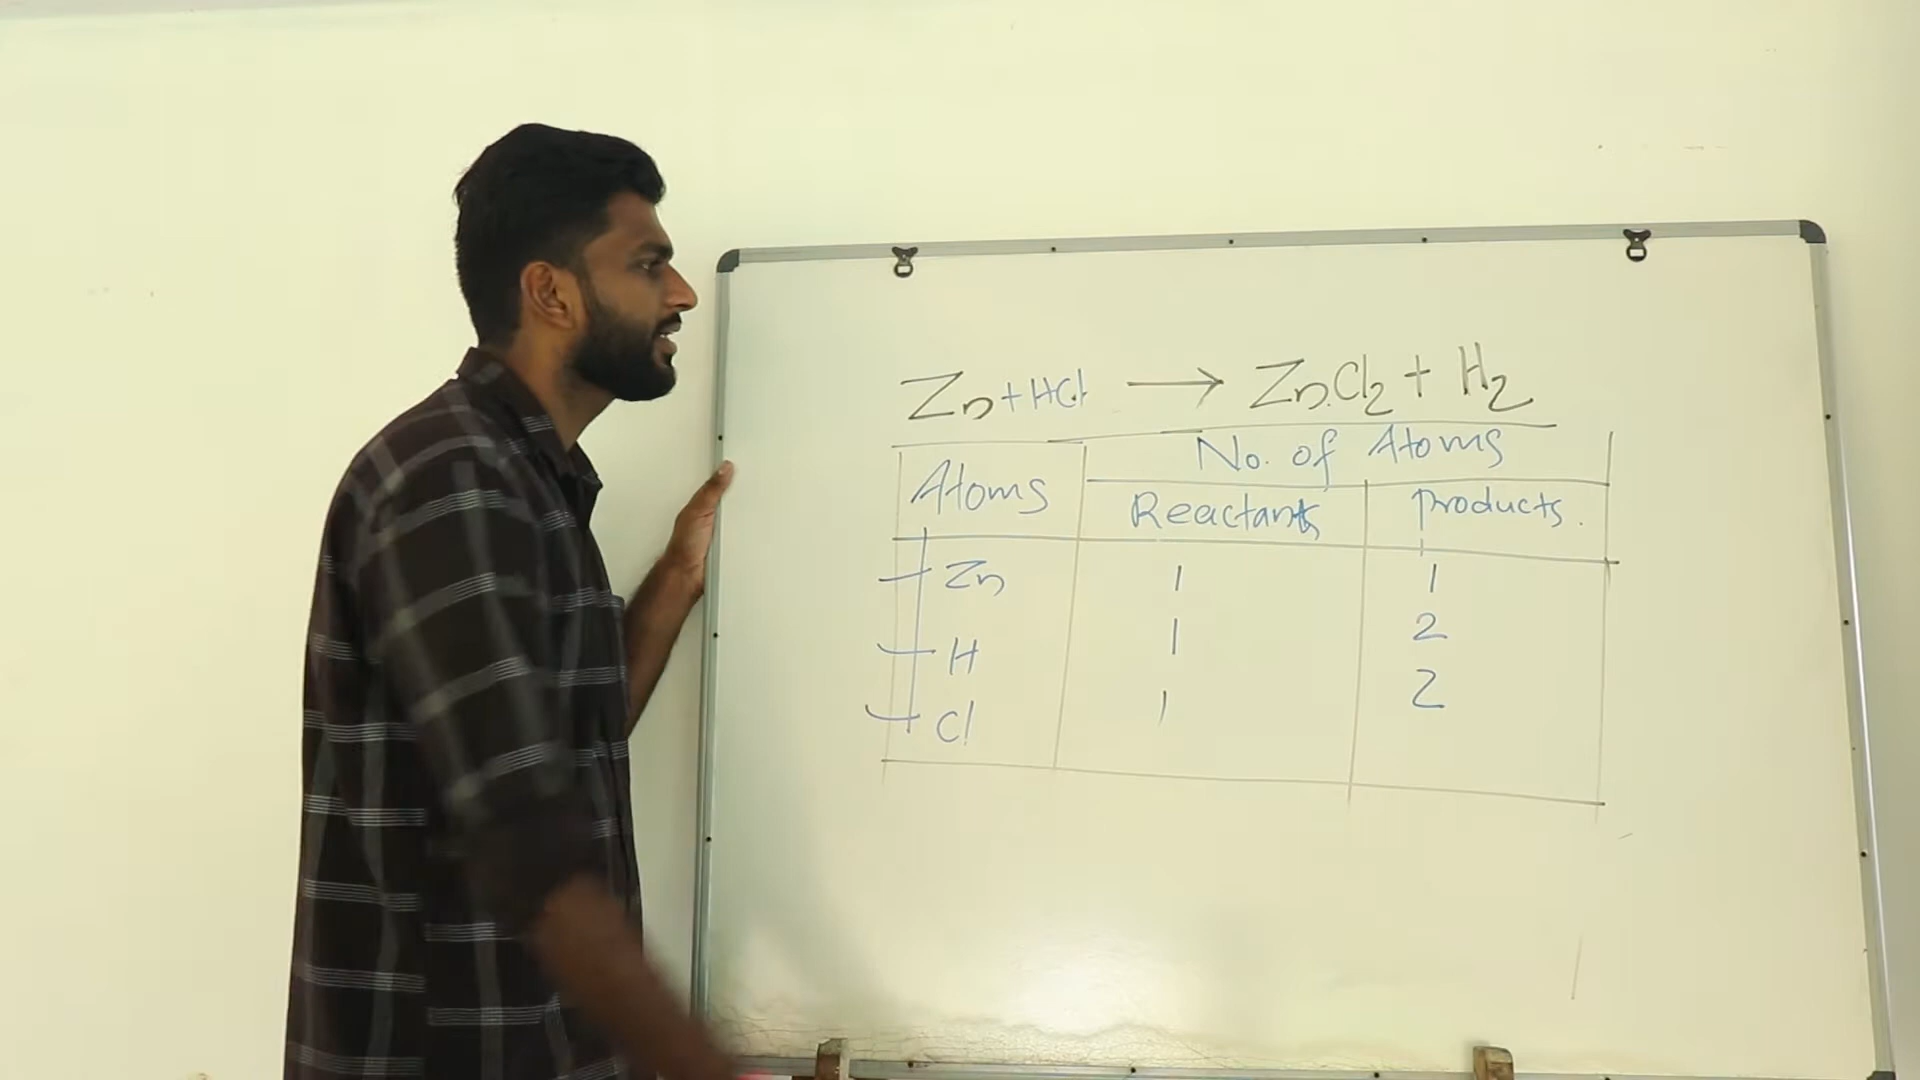 Zn + HCl → ZnCl2 + H2
No. of Atoms
Atoms Reactants Products.
Zn 1 1
H 1 2
Cl 1 2